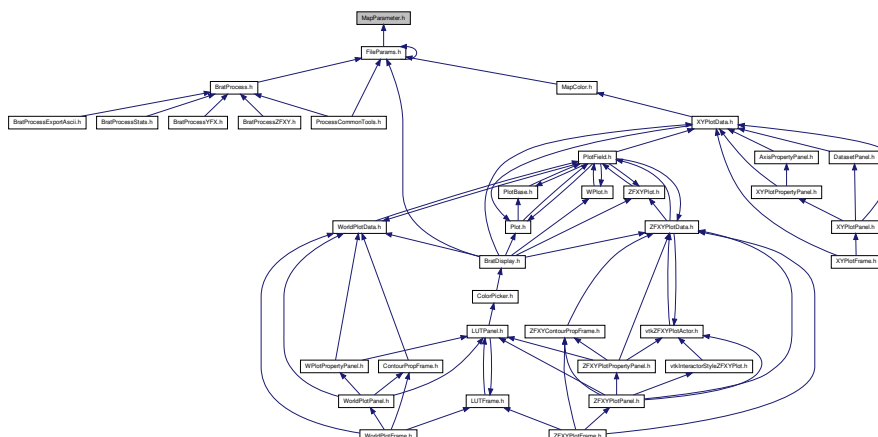 MapParameter.h
FileParams.h
BratProcess.h
MapColor.h
BratProcessExportAscii.h
BratProcessStats.h
BratProcessYFX.h
BratProcessZFXY.h
ProcessCommonTools.h
XYPlotData.h
PlotField.h
AxisPropertyPanel.h
DatasetPanel.h
PlotBase.h
WPlot.h
ZFXYPlot.h
XYPlotPropertyPanel.h
WorldPlotData.h
Plot.h
ZFXYPlotData.h
XYPlotPanel.h
BratDisplay.h
XYPlotFrame.h
ColorPicker.h
LUTPanel.h
ZFXYContourPropFrame.h
vtkZFXYPlotActor.h
WPlotPropertyPanel.h
ContourPropFrame.h
ZFXYPlotPropertyPanel.h
vtkInteractorStyleZFXYPlot.h
WorldPlotPanel.h
LUTFrame.h
ZFXYPlotPanel.h
WorldPlotFrame.h
ZFXYPlotFrame.h